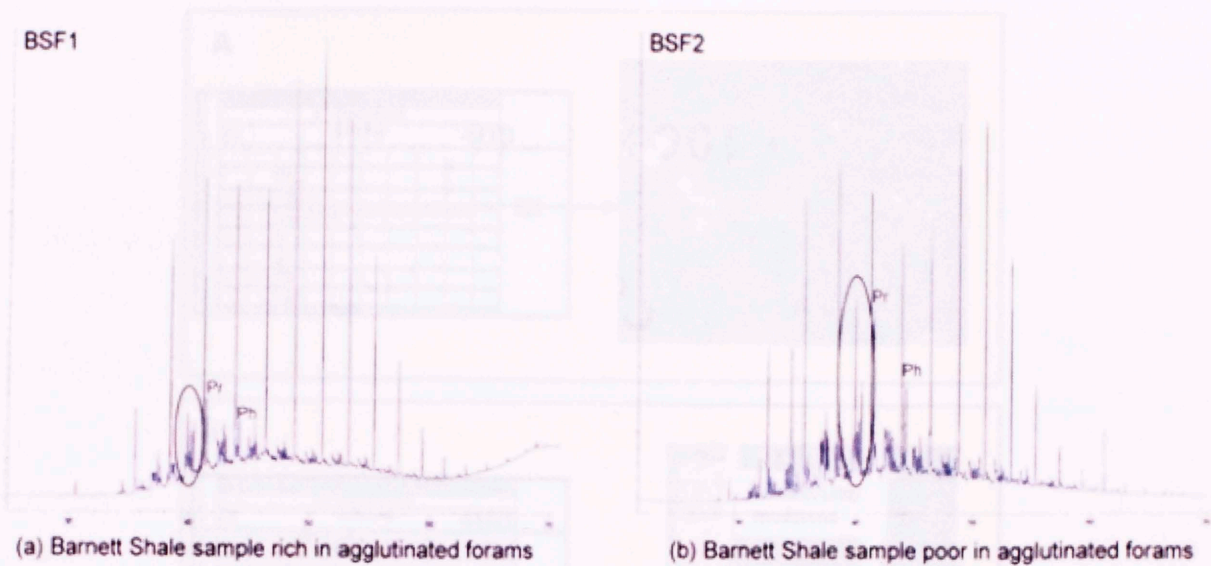 BSF1
BSF2
Pr
Ph
Pr
Ph
(a) Barnett Shale sample rich in agglutinated forams
(b) Barnett Shale sample poor in agglutinated forams